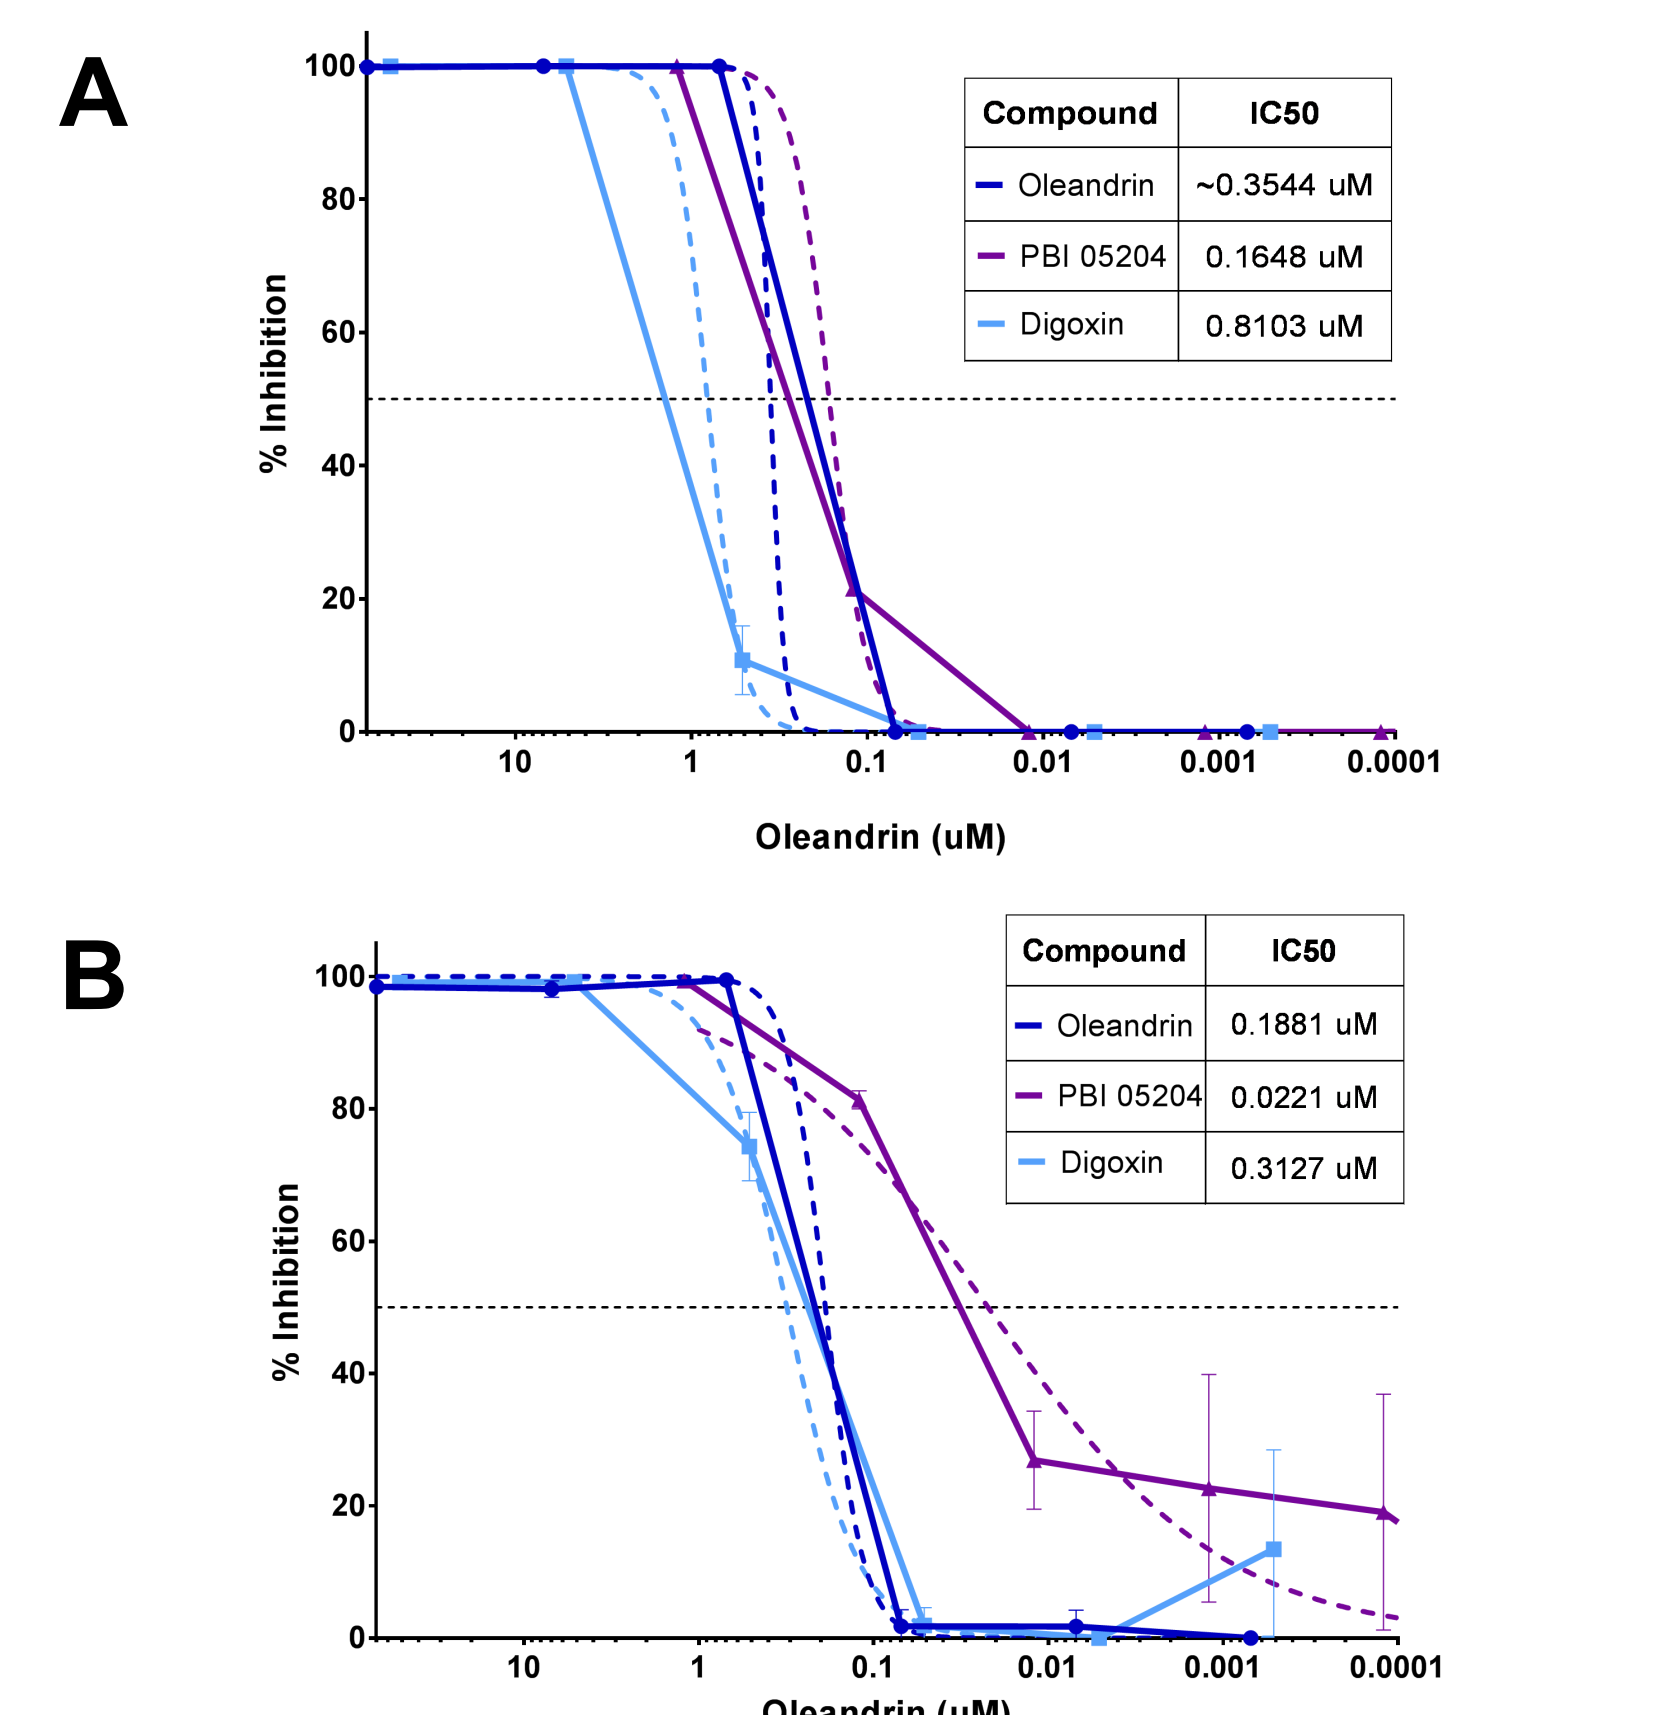 A
100
80
60
40
20
0
% Inhibition
Compound IC50
Oleandrin ~0.3544 uM
PBI 05204 0.1648 uM
Digoxin 0.8103 uM
10 1 0.1 0.01 0.001 0.0001
Oleandrin (uM)
B
100
80
60
40
20
0
% Inhibition
Compound IC50
Oleandrin 0.1881 uM
PBI 05204 0.0221 uM
Digoxin 0.3127 uM
10 1 0.1 0.01 0.001 0.0001
Oleandrin (uM)